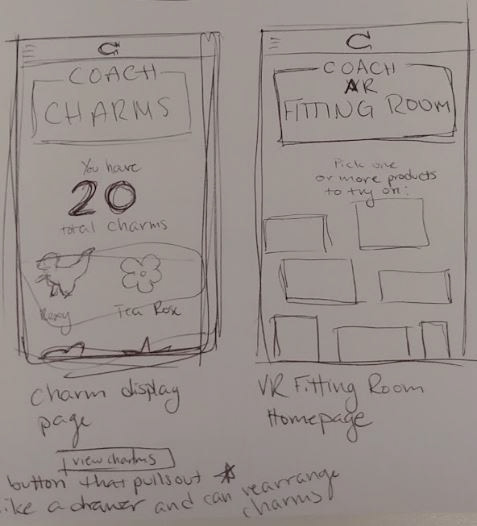 C
COACH
CHARMS
You have
20
total charms
Rexy
Tea Rose
charm display
page
C
COACH
AR
FITTING ROOM
Pick one
or more products
to try on:
VR Fitting Room
Homepage
view charms
button that pulls out
like a drawer and can rearrange
charms